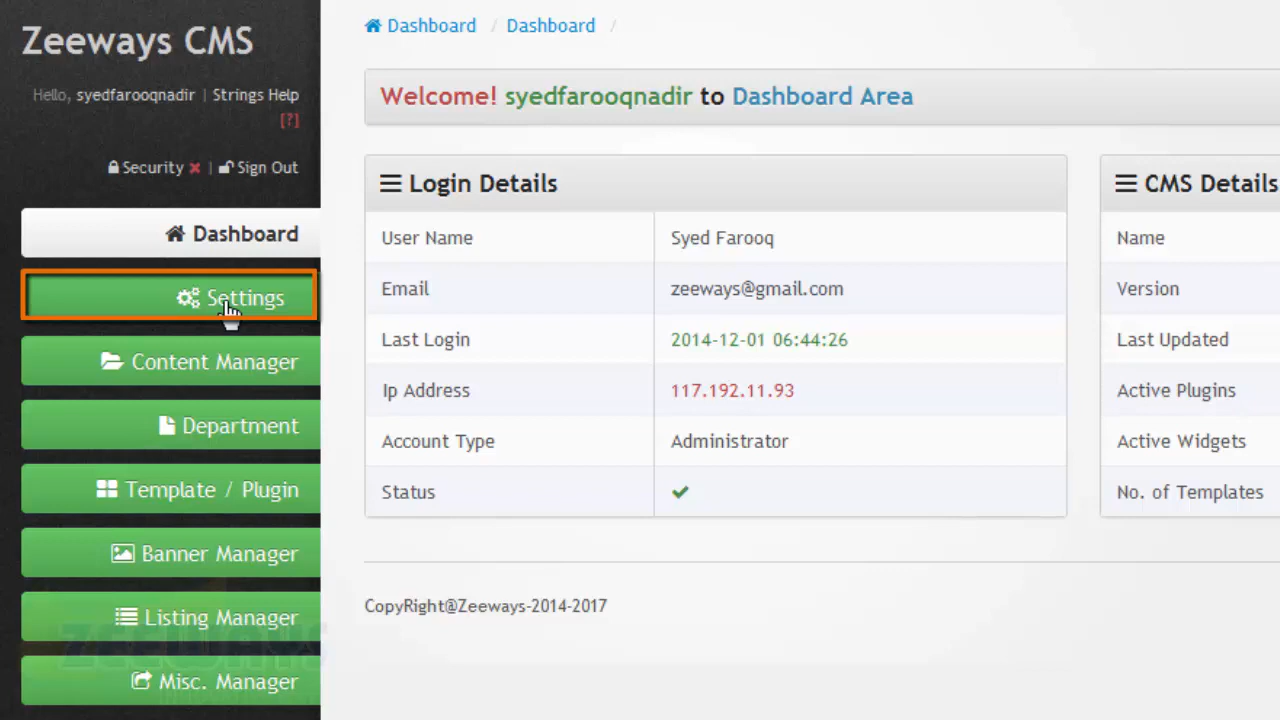 Zeeways CMS
Hello, syedfarooqnadir | Strings Help
[?]
Security | Sign Out
Dashboard
Settings
Content Manager
Department
Template / Plugin
Banner Manager
Listing Manager
Misc. Manager
ZEEWAYS
Dashboard / Dashboard /
Welcome! syedfarooqnadir to Dashboard Area
Login Details
User Name Syed Farooq
Email zeeways@gmail.com
Last Login 2014-12-01 06:44:26
Ip Address 117.192.11.93
Account Type Administrator
Status
CMS Details
Name
Version
Last Updated
Active Plugins
Active Widgets
No. of Templates
CopyRight@Zeeways-2014-2017